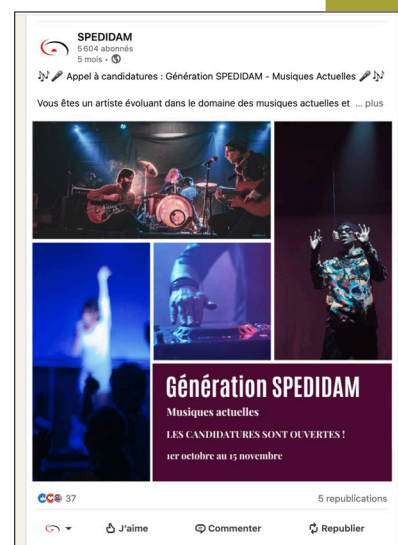 SPEDIDAM
5 604 abonnés
5 mois •
Appel à candidatures : Génération SPEDIDAM - Musiques Actuelles
Vous êtes un artiste évoluant dans le domaine des musiques actuelles et ... plus
Génération SPEDIDAM
Musiques actuelles
LES CANDIDATURES SONT OUVERTES !
1er octobre au 15 novembre
37
5 republications
J'aime
Commenter
Republier